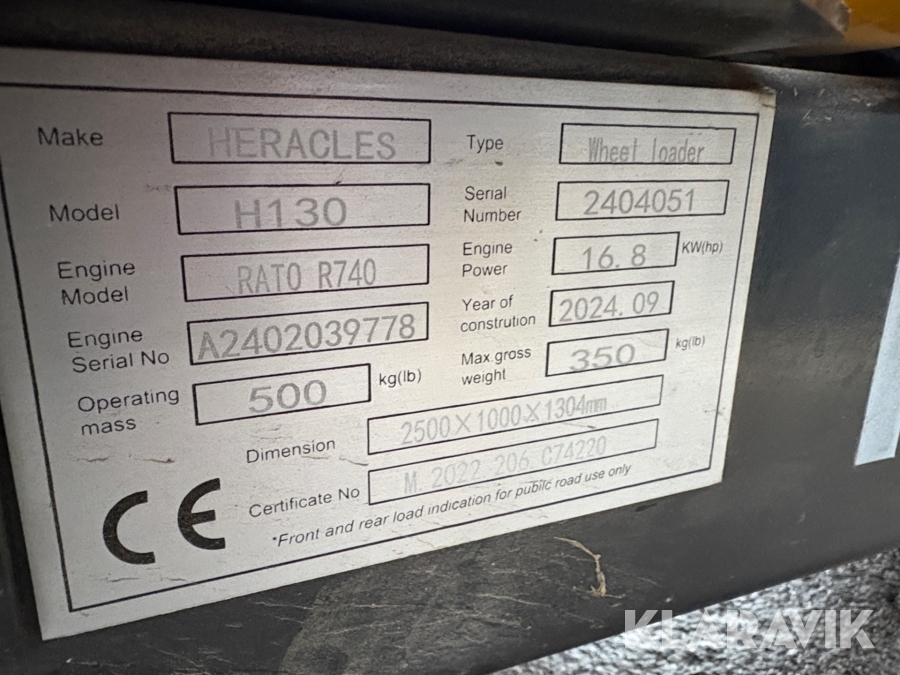 Make HERACLES Type Wheel loader
Model H130 Serial Number 2404051
Engine Model RATO R740 Engine Power 16.8 KW(hp)
Engine Serial No A2402039778 Year of constrution 2024.09
Operating mass 500 kg(lb) Max.gross weight 350 kg(lb)
Dimension 2500X1000X1304mm
Certificate No M.2022.206.C74220
CE *Front and rear load indication for public road use only
KLARAVIK